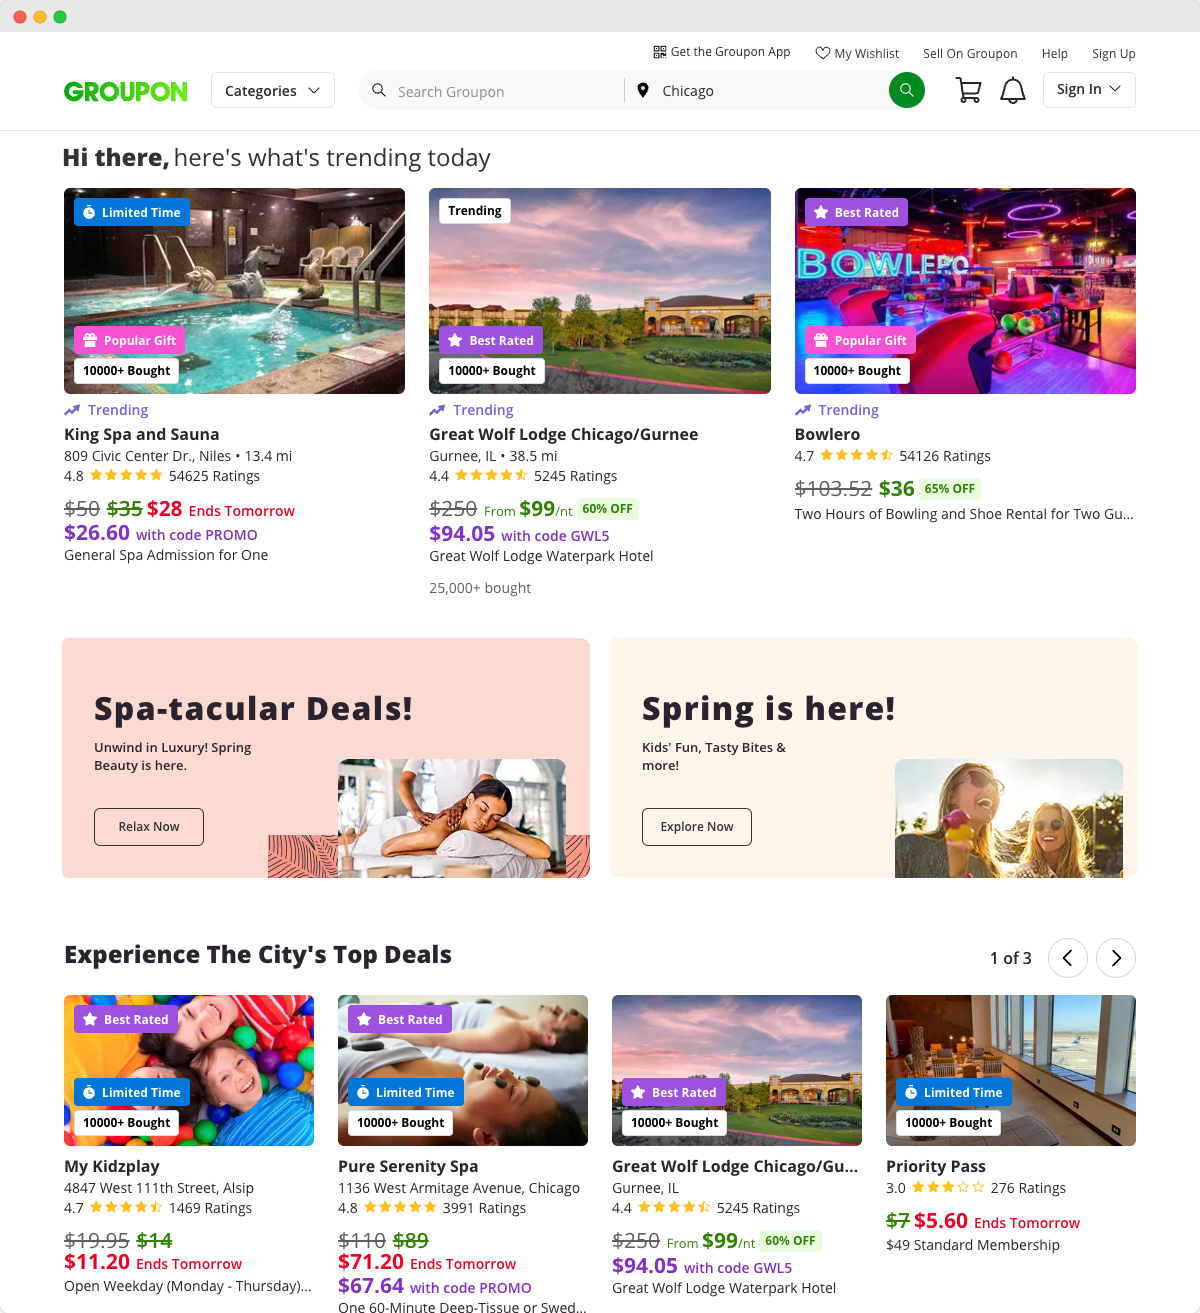 Get the Groupon App
My Wishlist
Sell On Groupon
Help
Sign Up
GROUPON
Categories
Search Groupon
Chicago
Sign In
Hi there, here's what's trending today
Limited Time
Popular Gift
10000+ Bought
Trending
King Spa and Sauna
809 Civic Center Dr., Niles • 13.4 mi
4.8 54625 Ratings
$50 $35 $28 Ends Tomorrow
$26.60 with code PROMO
General Spa Admission for One
Trending
Best Rated
10000+ Bought
Trending
Great Wolf Lodge Chicago/Gurnee
Gurnee, IL • 38.5 mi
4.4 5245 Ratings
$250 From $99/nt 60% OFF
$94.05 with code GWL5
Great Wolf Lodge Waterpark Hotel
25,000+ bought
Best Rated
BOWLERO
Popular Gift
10000+ Bought
Trending
Bowlero
4.7 54126 Ratings
$103.52 $36 65% OFF
Two Hours of Bowling and Shoe Rental for Two Gu...
Spa-tacular Deals!
Unwind in Luxury! Spring
Beauty is here.
Relax Now
Spring is here!
Kids' Fun, Tasty Bites &
more!
Explore Now
Experience The City's Top Deals
1 of 3
Best Rated
Limited Time
10000+ Bought
My Kidzplay
4847 West 111th Street, Alsip
4.7 1469 Ratings
$19.95 $14
$11.20 Ends Tomorrow
Open Weekday (Monday - Thursday)...
Best Rated
Limited Time
10000+ Bought
Pure Serenity Spa
1136 West Armitage Avenue, Chicago
4.8 3991 Ratings
$110 $89
$71.20 Ends Tomorrow
$67.64 with code PROMO
One 60-Minute Deep-Tissue or Swed...
Best Rated
10000+ Bought
Great Wolf Lodge Chicago/Gu...
Gurnee, IL
4.4 5245 Ratings
$250 From $99/nt 60% OFF
$94.05 with code GWL5
Great Wolf Lodge Waterpark Hotel
Limited Time
10000+ Bought
Priority Pass
3.0 276 Ratings
$7 $5.60 Ends Tomorrow
$49 Standard Membership